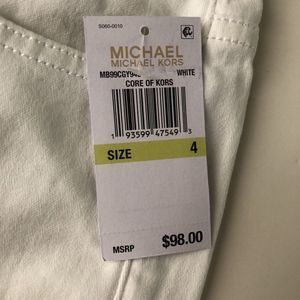 S060-0010
MICHAEL
MICHAEL KORS
WHITE
CORE OF KORS
1 93599 47549 3
SIZE 4
MSRP $98.00